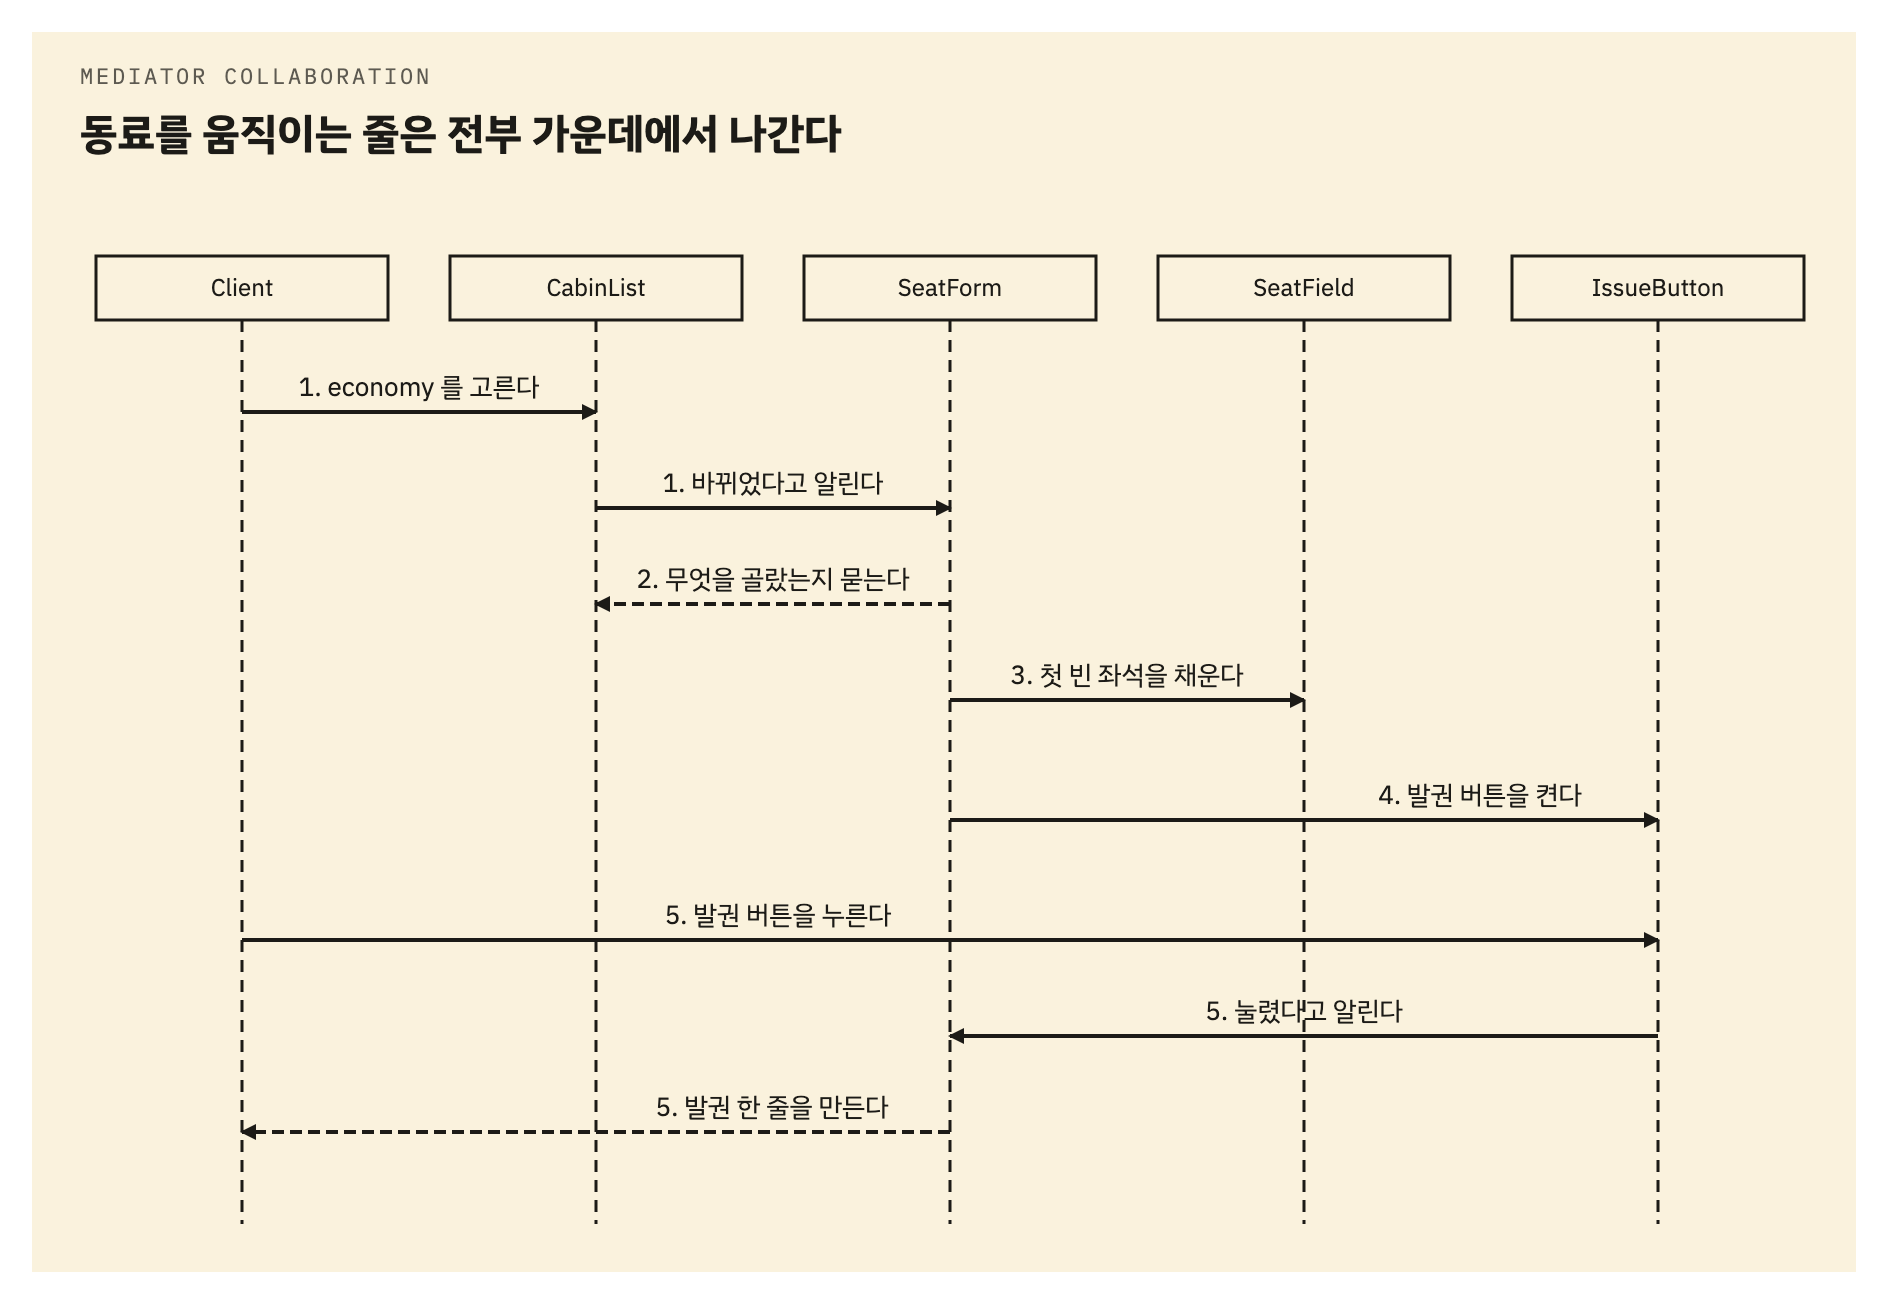 MEDIATOR COLLABORATION
동료를 움직이는 줄은 전부 가운데에서 나간다
Client
CabinList
SeatForm
SeatField
IssueButton
1. economy 를 고른다
1. 바뀌었다고 알린다
2. 무엇을 골랐는지 묻는다
3. 첫 빈 좌석을 채운다
4. 발권 버튼을 켠다
5. 발권 버튼을 누른다
5. 눌렸다고 알린다
5. 발권 한 줄을 만든다